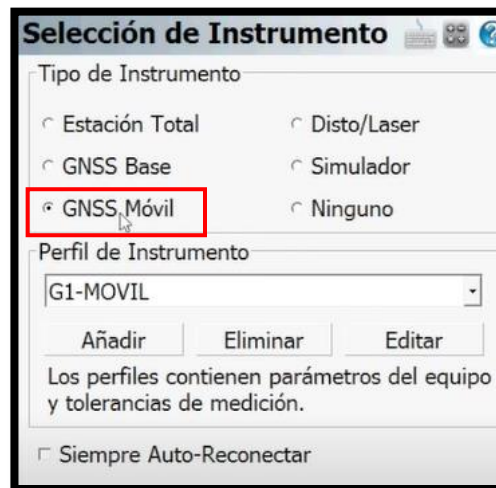 Selección de Instrumento
Tipo de Instrumento
Estación Total
Disto/Laser
GNSS Base
Simulador
GNSS Móvil
Ninguno
Perfil de Instrumento
G1-MOVIL
Añadir
Eliminar
Editar
Los perfiles contienen parámetros del equipo
y tolerancias de medición.
Siempre Auto-Reconectar